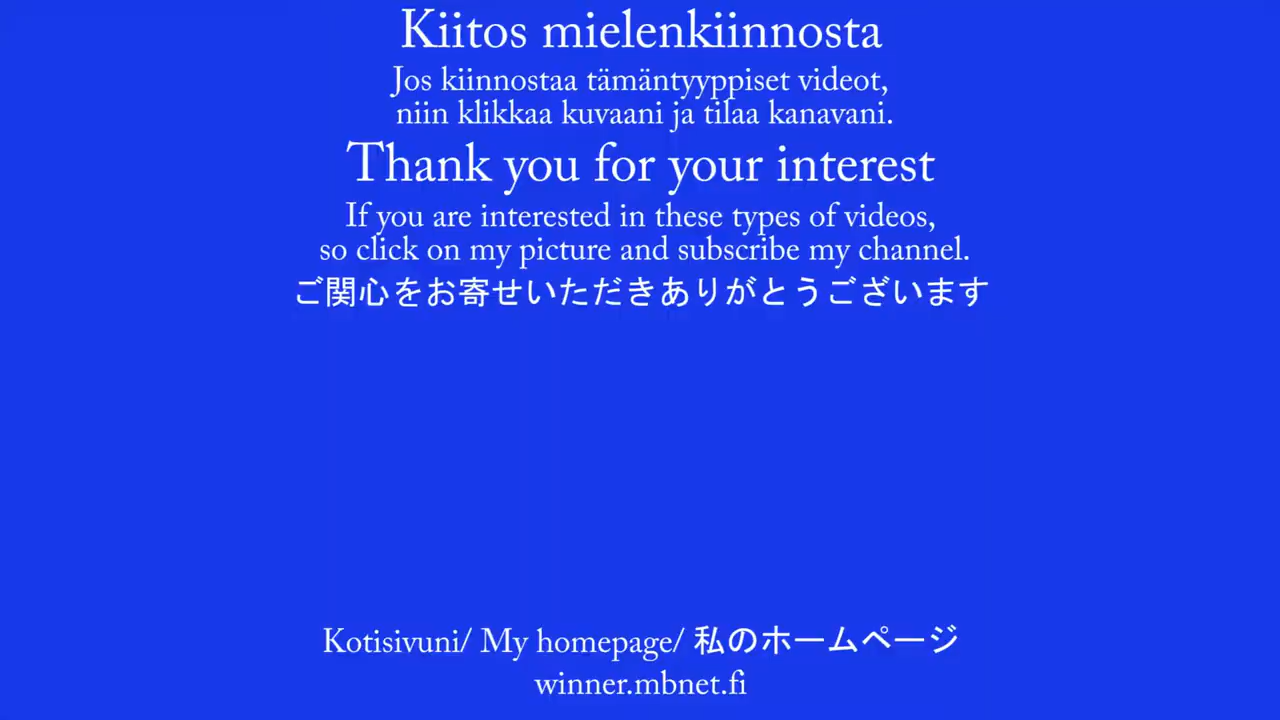 Kiitos mielenkiinnosta
Jos kiinnostaa tämäntyyppiset videot,
niin klikkaa kuvaani ja tilaa kanavani.
Thank you for your interest
If you are interested in these types of videos,
so click on my picture and subscribe my channel.
ご関心をお寄せいただきありがとうございます
Kotisivuni/ My homepage/ 私のホームページ
winner.mbnet.fi